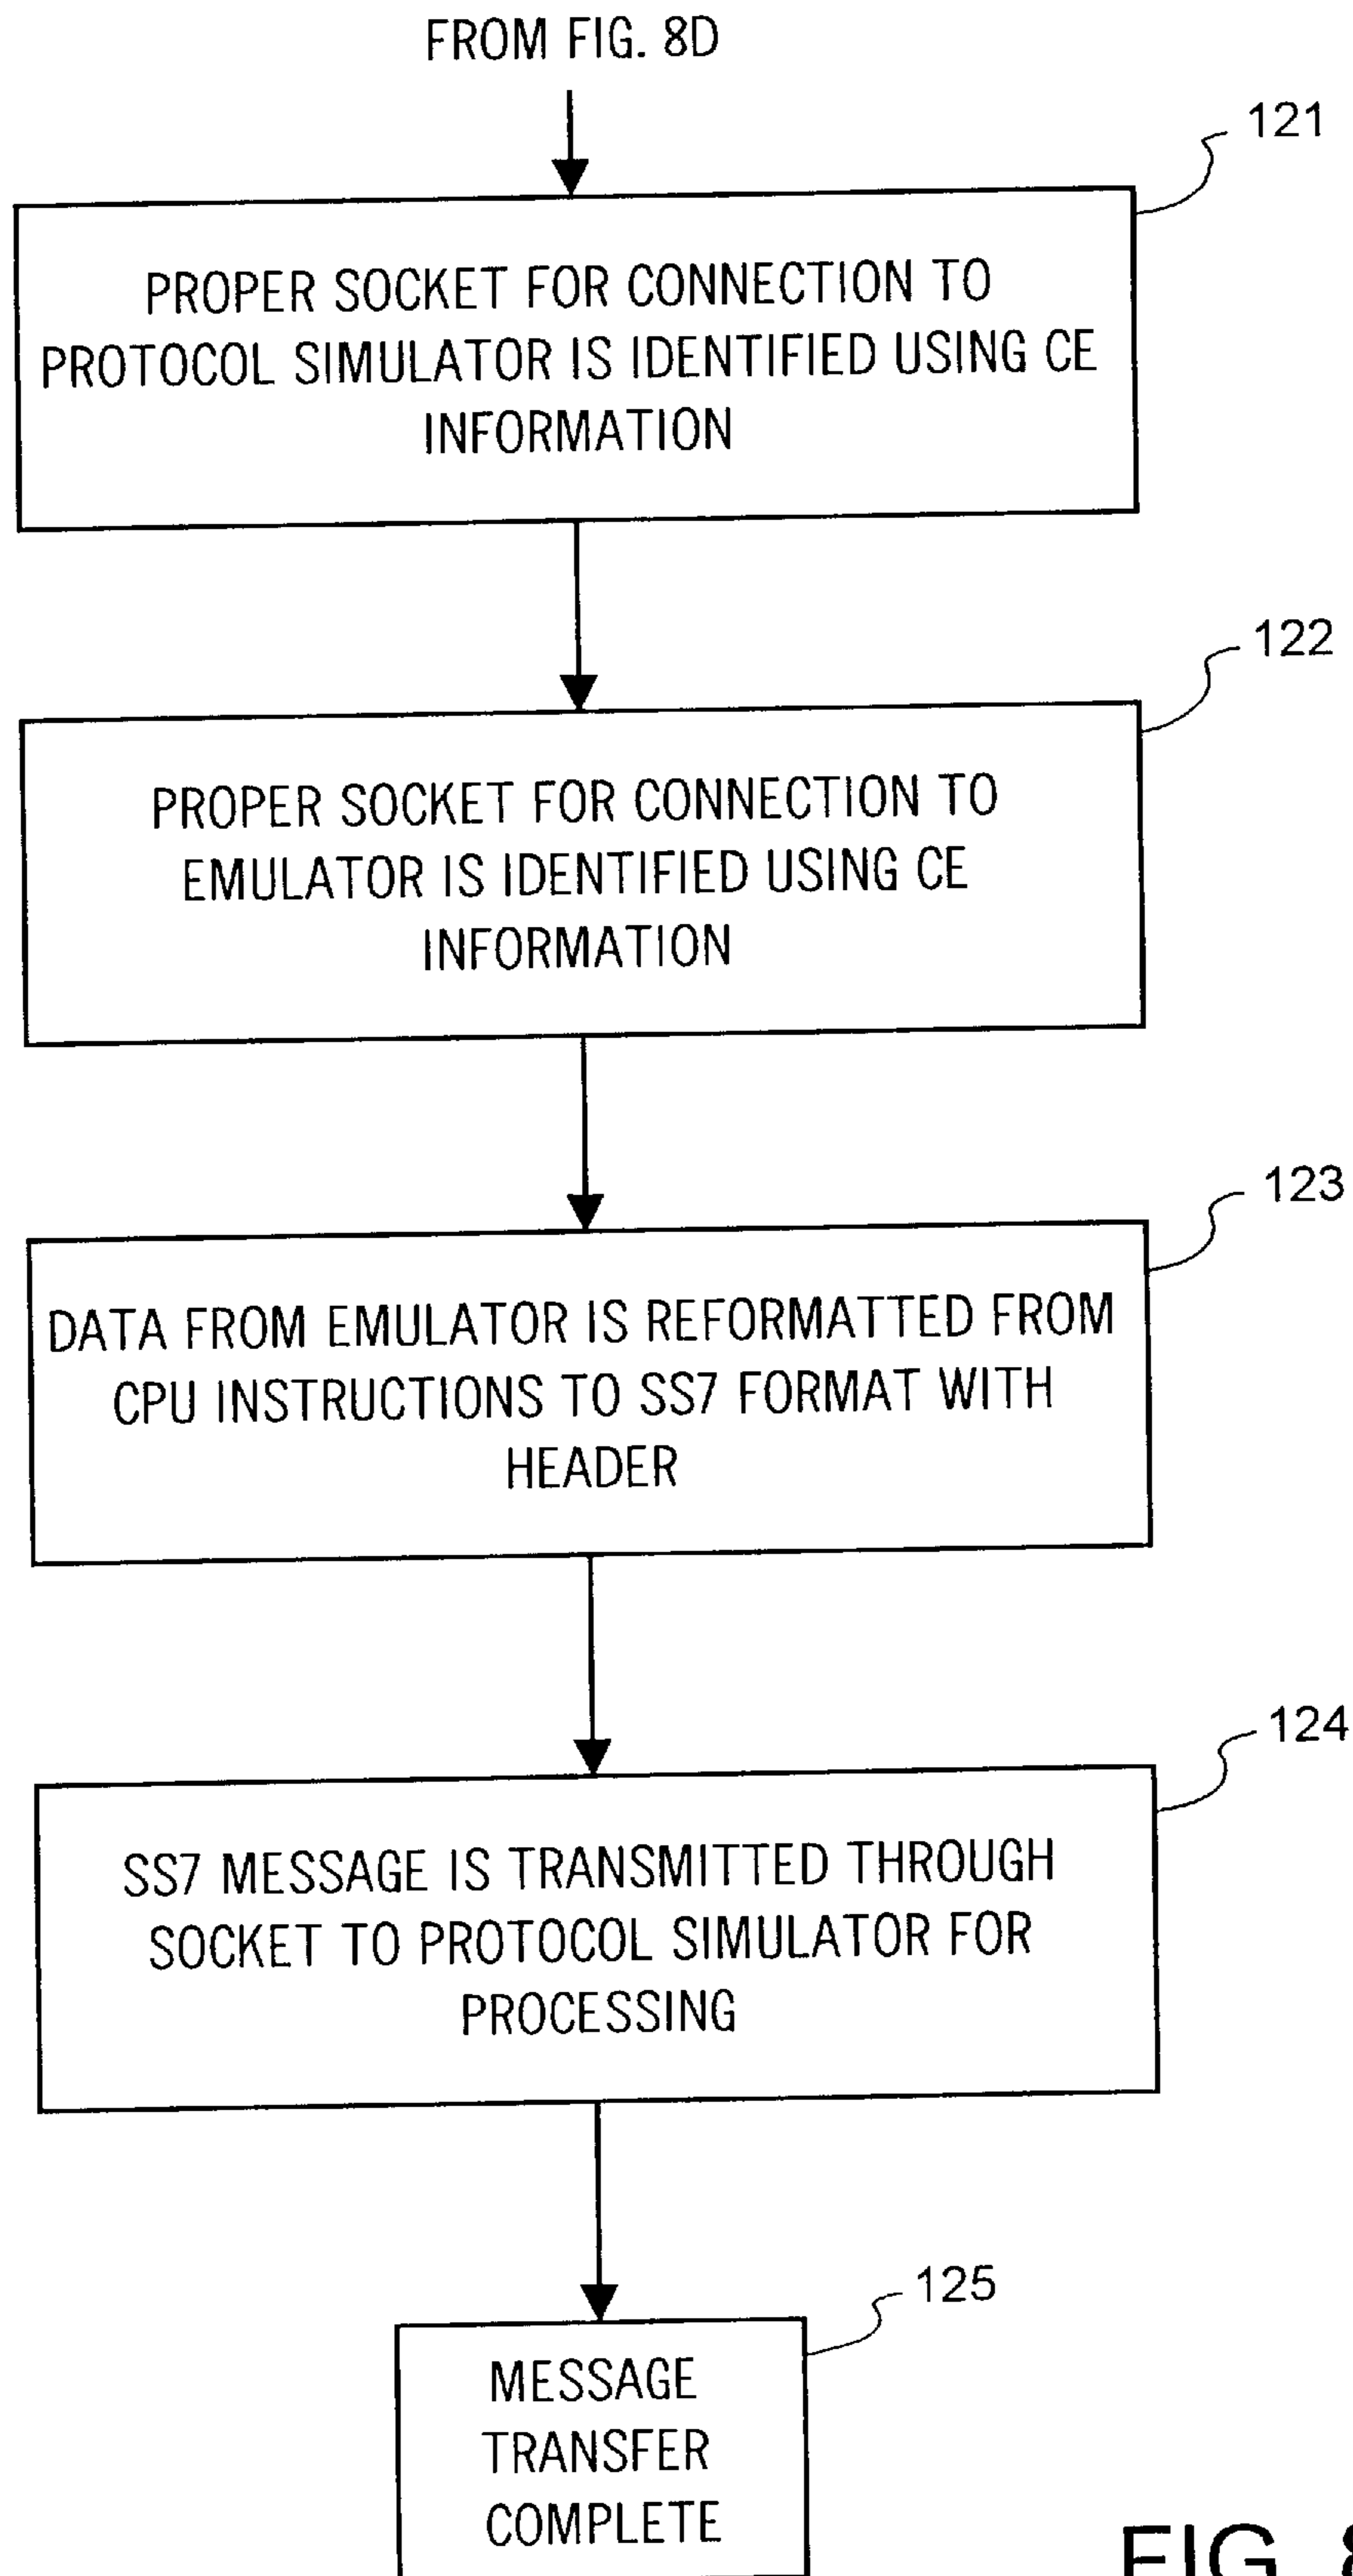 FROM FIG. 8D
121
PROPER SOCKET FOR CONNECTION TO
PROTOCOL SIMULATOR IS IDENTIFIED USING CE
INFORMATION
122
PROPER SOCKET FOR CONNECTION TO
EMULATOR IS IDENTIFIED USING CE
INFORMATION
123
DATA FROM EMULATOR IS REFORMATTED FROM
CPU INSTRUCTIONS TO SS7 FORMAT WITH
HEADER
124
SS7 MESSAGE IS TRANSMITTED THROUGH
SOCKET TO PROTOCOL SIMULATOR FOR
PROCESSING
125
MESSAGE
TRANSFER
COMPLETE
FIG